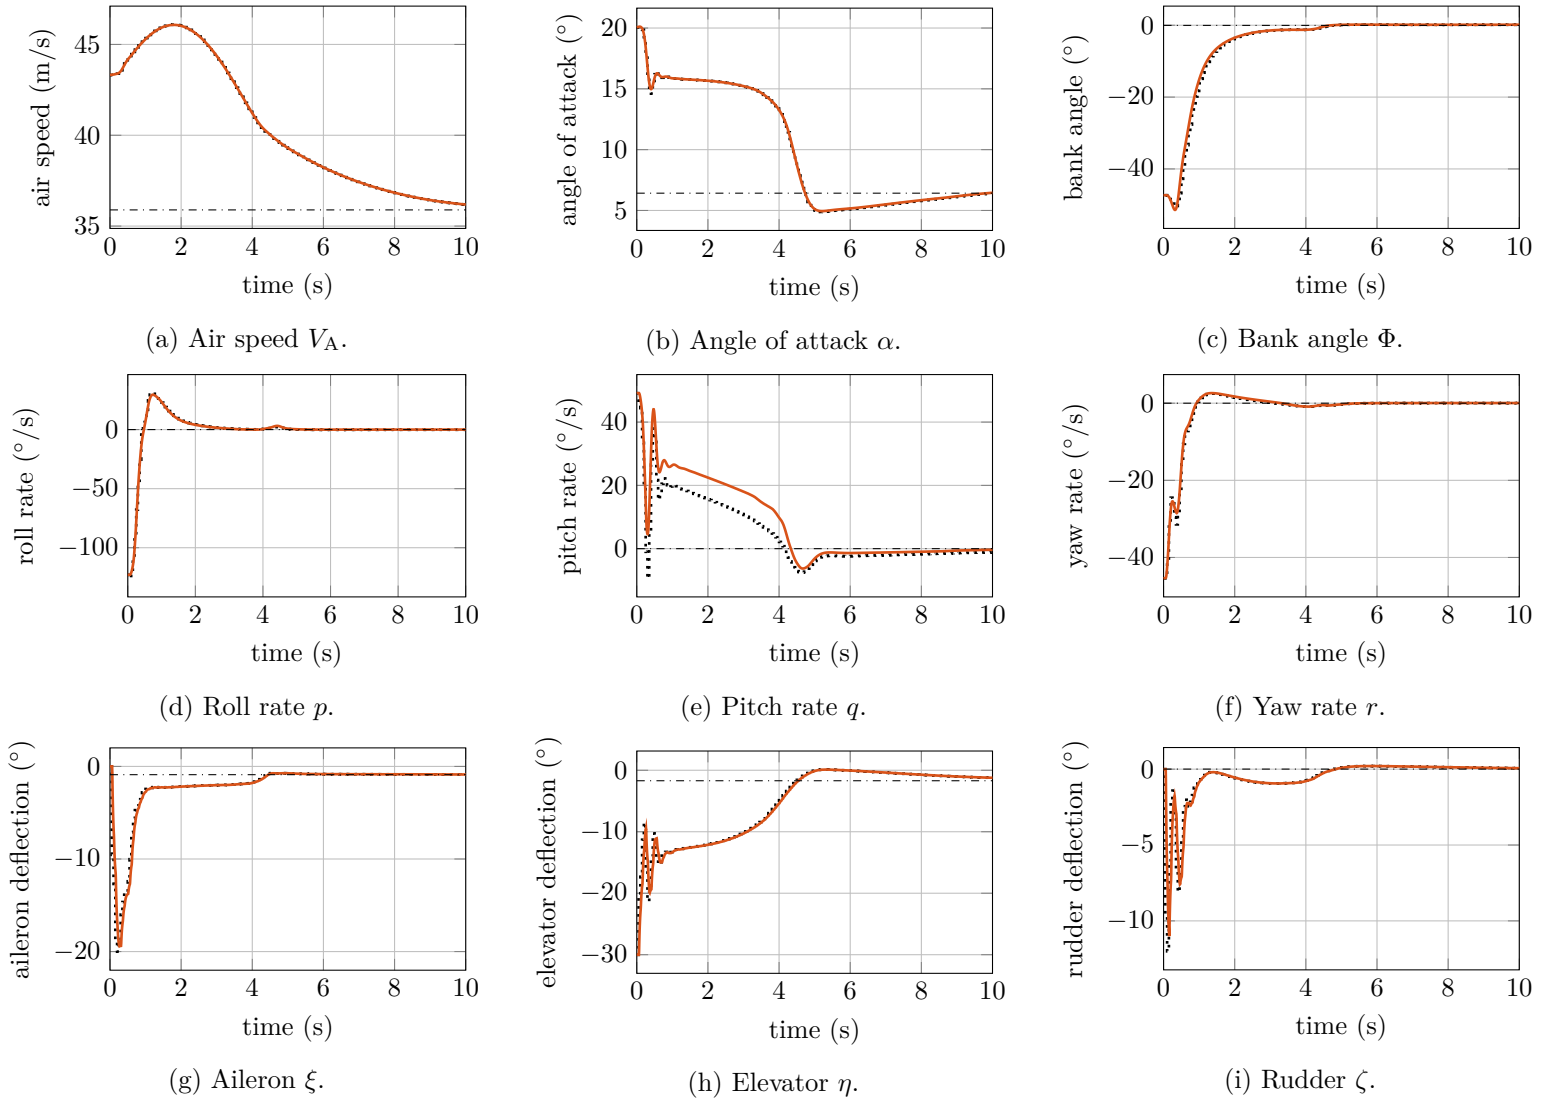 45
40
35
air speed (m/s)
0 2 4 6 8 10
time (s)
(a) Air speed V_A.
20
15
10
5
angle of attack (°)
0 2 4 6 8 10
time (s)
(b) Angle of attack α.
0
−20
−40
bank angle (°)
0 2 4 6 8 10
time (s)
(c) Bank angle Φ.
0
−50
−100
roll rate (°/s)
0 2 4 6 8 10
time (s)
(d) Roll rate p.
40
20
0
pitch rate (°/s)
0 2 4 6 8 10
time (s)
(e) Pitch rate q.
0
−20
−40
yaw rate (°/s)
0 2 4 6 8 10
time (s)
(f) Yaw rate r.
0
−10
−20
aileron deflection (°)
0 2 4 6 8 10
time (s)
(g) Aileron ξ.
0
−10
−20
−30
elevator deflection (°)
0 2 4 6 8 10
time (s)
(h) Elevator η.
0
−5
−10
rudder deflection (°)
0 2 4 6 8 10
time (s)
(i) Rudder ζ.